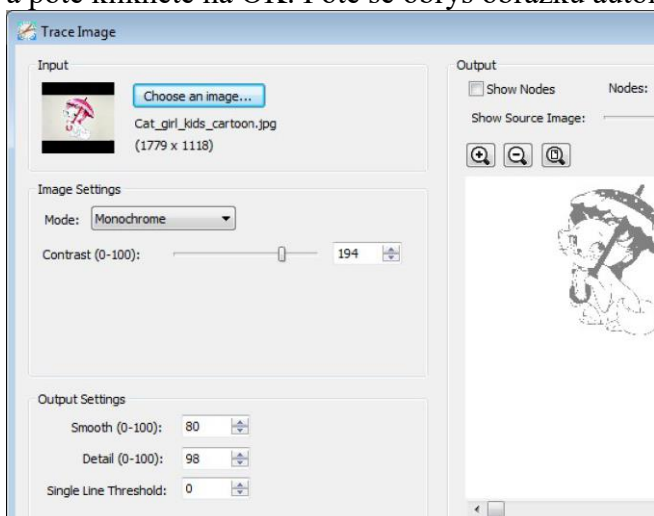 a poté klikněte na OK. Poté se obrys obrázku
Trace Image
Input
Choose an image...
Cat_girl_kids_cartoon.jpg
(1779 x 1118)
Image Settings
Mode: Monochrome
Contrast (0-100): 194
Output Settings
Smooth (0-100): 80
Detail (0-100): 98
Single Line Threshold: 0
Output
Show Nodes Nodes:
Show Source Image: